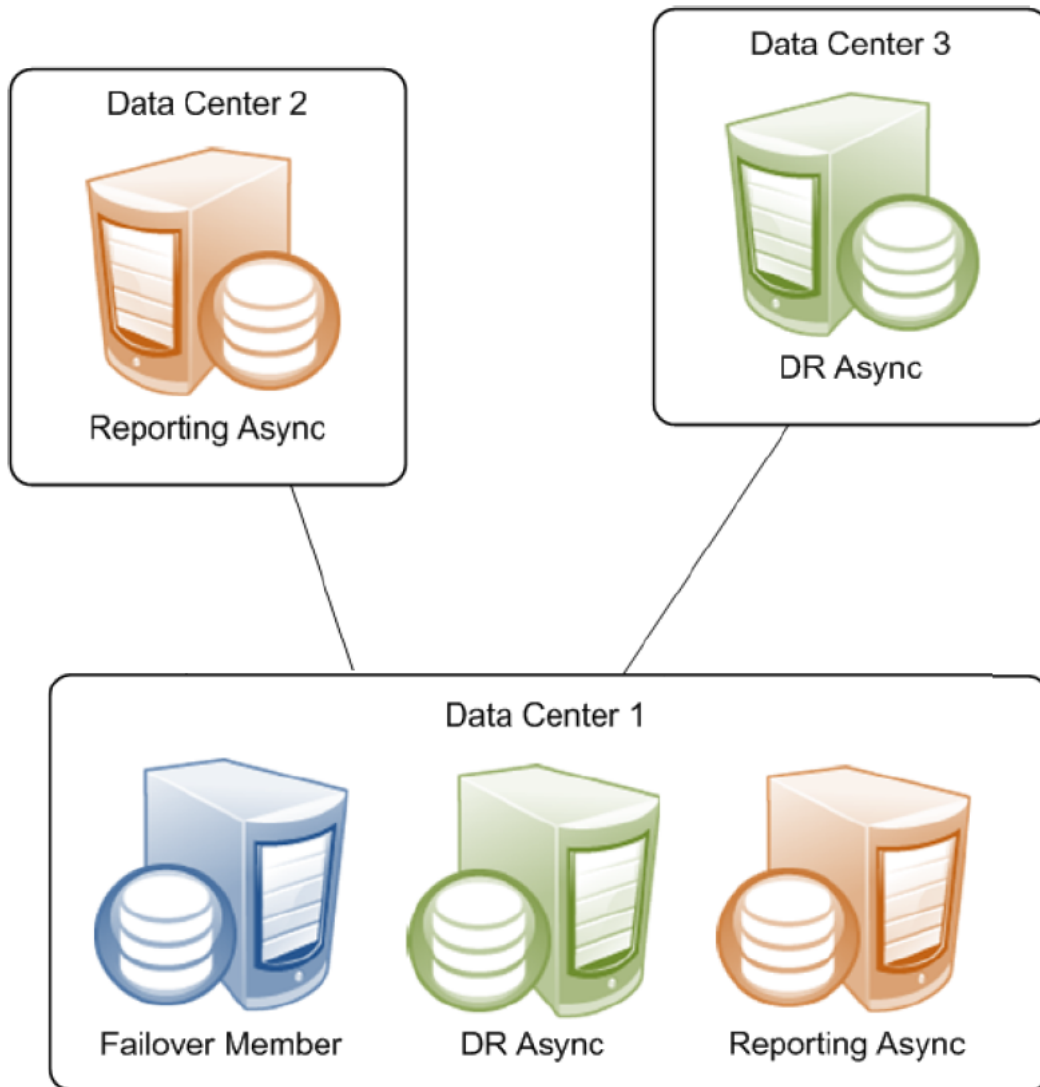 Data Center 2
Reporting Async
Data Center 3
DR Async
Data Center 1
Failover Member
DR Async
Reporting Async